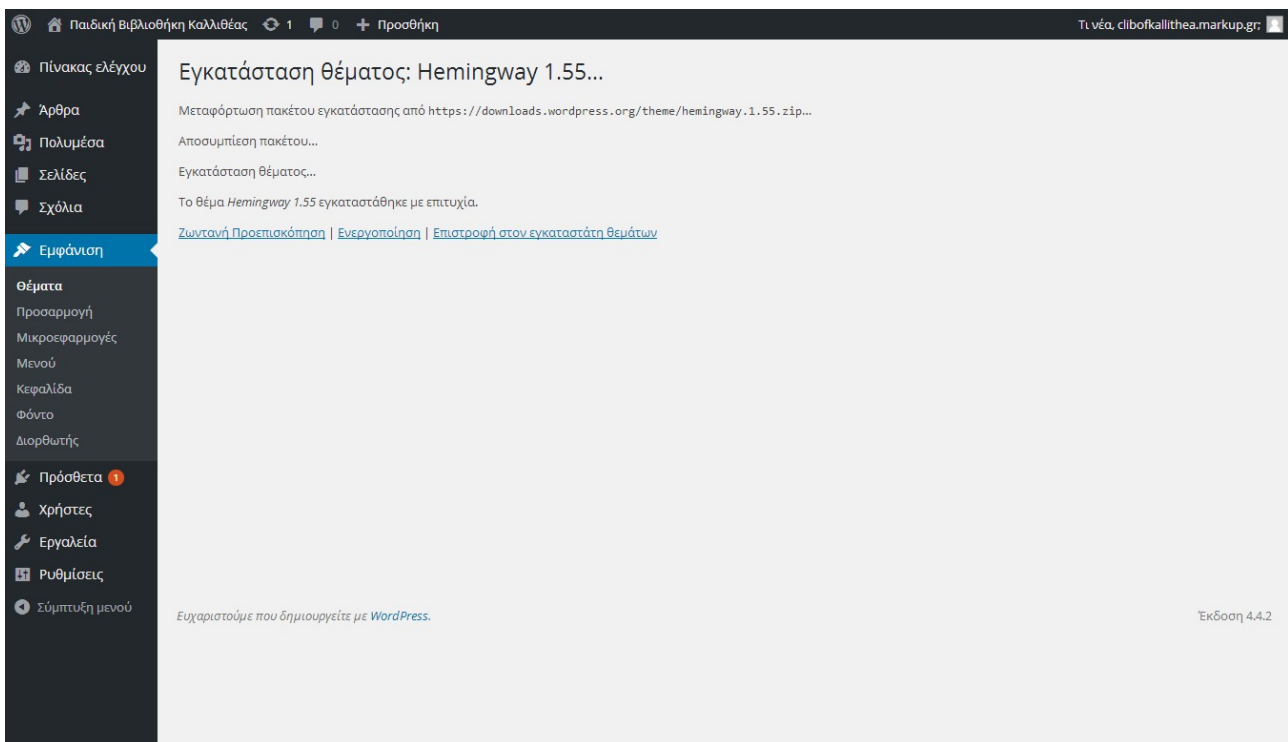 Παιδική Βιβλιοθήκη Καλλιθέας 1 0 Προσθήκη Τι νέα, clibofkallithea.markup.gr;
Πίνακας ελέγχου
Άρθρα
Πολυμέσα
Σελίδες
Σχόλια
Εμφάνιση
Θέματα
Προσαρμογή
Μικροεφαρμογές
Μενού
Κεφαλίδα
Φόντο
Διορθωτής
Πρόσθετα 1
Χρήστες
Εργαλεία
Ρυθμίσεις
Σύμπτυξη μενού
Εγκατάσταση θέματος: Hemingway 1.55...
Μεταφόρτωση πακέτου εγκατάστασης από https://downloads.wordpress.org/theme/hemingway.1.55.zip...
Αποσυμπίεση πακέτου...
Εγκατάσταση θέματος...
Το θέμα Hemingway 1.55 εγκαταστάθηκε με επιτυχία.
Ζωντανή Προεπισκόπηση | Ενεργοποίηση | Επιστροφή στον εγκαταστάτη θεμάτων
Ευχαριστούμε που δημιουργείτε με WordPress. Έκδοση 4.4.2